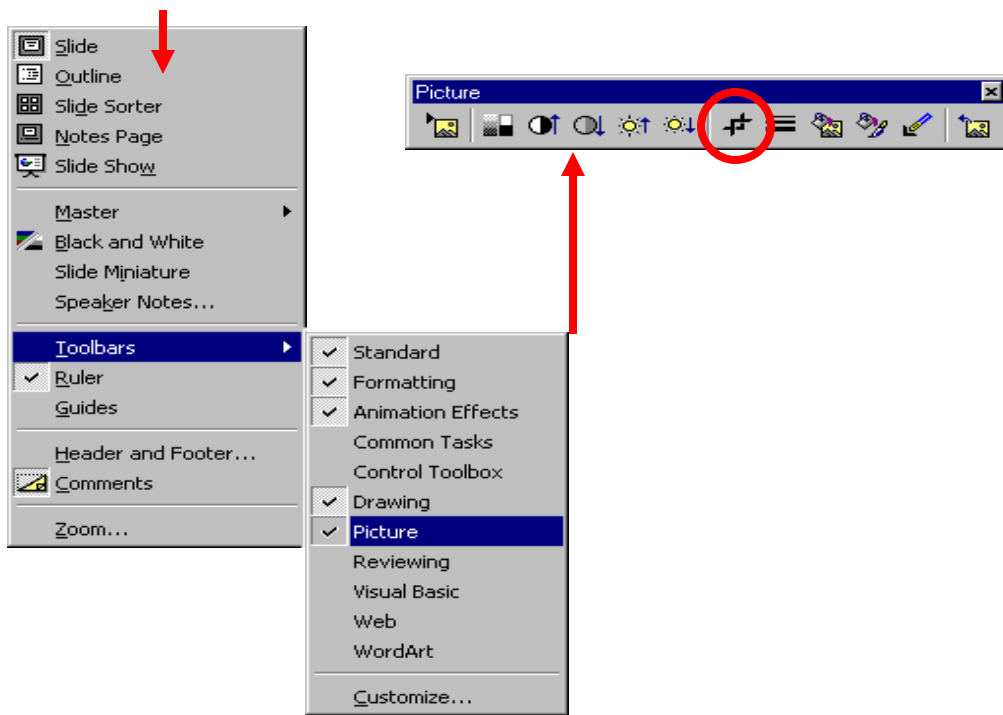 Slide
Outline
Slide Sorter
Notes Page
Slide Show
Master
Black and White
Slide Miniature
Speaker Notes...
Toolbars
Ruler
Guides
Header and Footer...
Comments
Zoom...
Standard
Formatting
Animation Effects
Common Tasks
Control Toolbox
Drawing
Picture
Reviewing
Visual Basic
Web
WordArt
Customize...
Picture